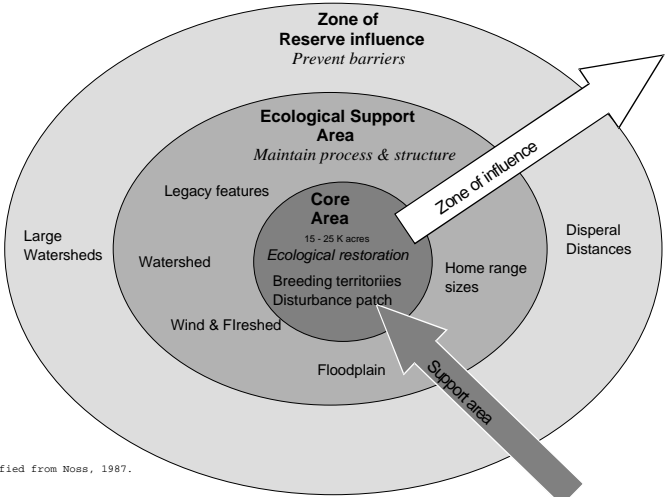 Zone of
Reserve influence
Prevent barriers
Ecological Support
Area
Maintain process & structure
Zone of influence
Legacy features
Core
Area
15 - 25 K acres
Ecological restoration
Breeding territoriies
Disturbance patch
Large
Watersheds
Watershed
Disperal
Distances
Home range
sizes
Wind & FIreshed
Floodplain
Support area
fied from Noss, 1987.